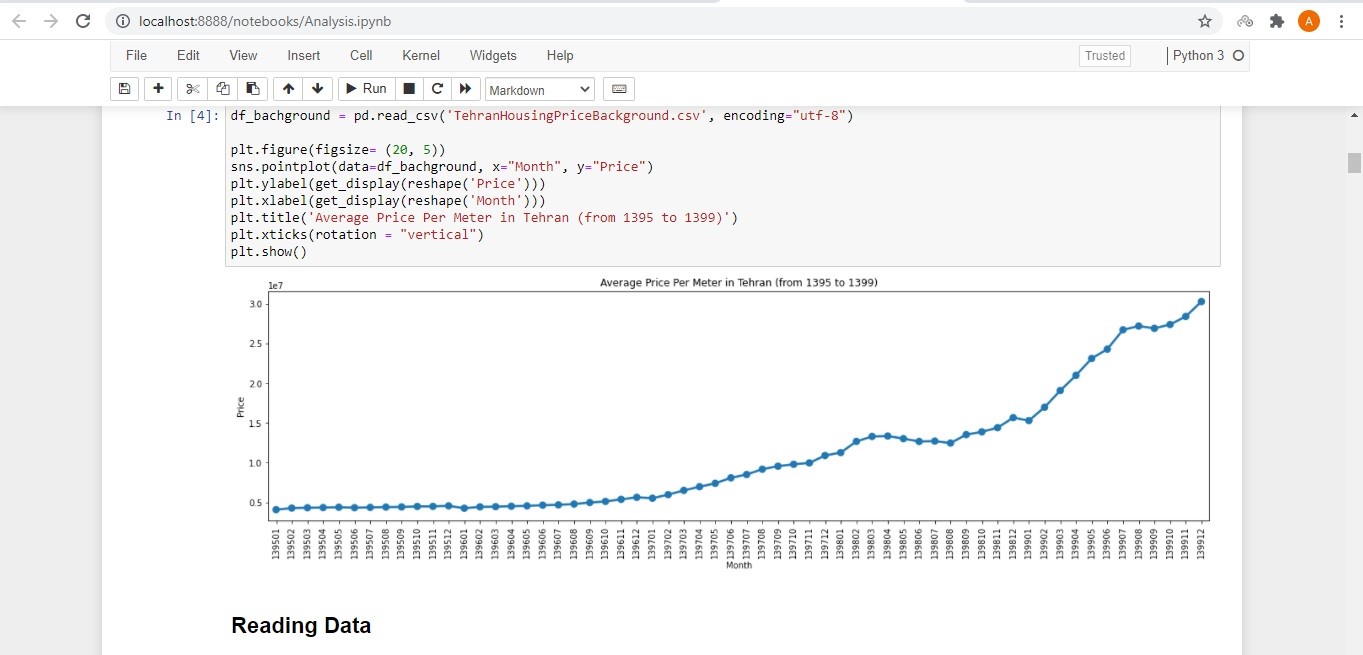 localhost:8888/notebooks/Analysis.ipynb
A
File Edit View Insert Cell Kernel Widgets Help Trusted Python 3
Run Markdown
In [4]: df_bachground = pd.read_csv('TehranHousingPriceBackground.csv', encoding="utf-8")
plt.figure(figsize= (20, 5))
sns.pointplot(data=df_bachground, x="Month", y="Price")
plt.ylabel(get_display(reshape('Price')))
plt.xlabel(get_display(reshape('Month')))
plt.title('Average Price Per Meter in Tehran (from 1395 to 1399)')
plt.xticks(rotation = "vertical")
plt.show()
Average Price Per Meter in Tehran (from 1395 to 1399)
1e7
3.0
2.5
2.0
1.5
1.0
0.5
Price
139501 139502 139503 139504 139505 139506 139507 139508 139509 139510 139511 139512 139601 139602 139603 139604 139605 139606 139607 139608 139609 139610 139611 139612 139701 139702 139703 139704 139705 139706 139707 139708 139709 139710 139711 139712 139801 139802 139803 139804 139805 139806 139807 139808 139809 139810 139811 139812 139901 139902 139903 139904 139905 139906 139907 139908 139909 139910 139911 139912
Month
Reading Data